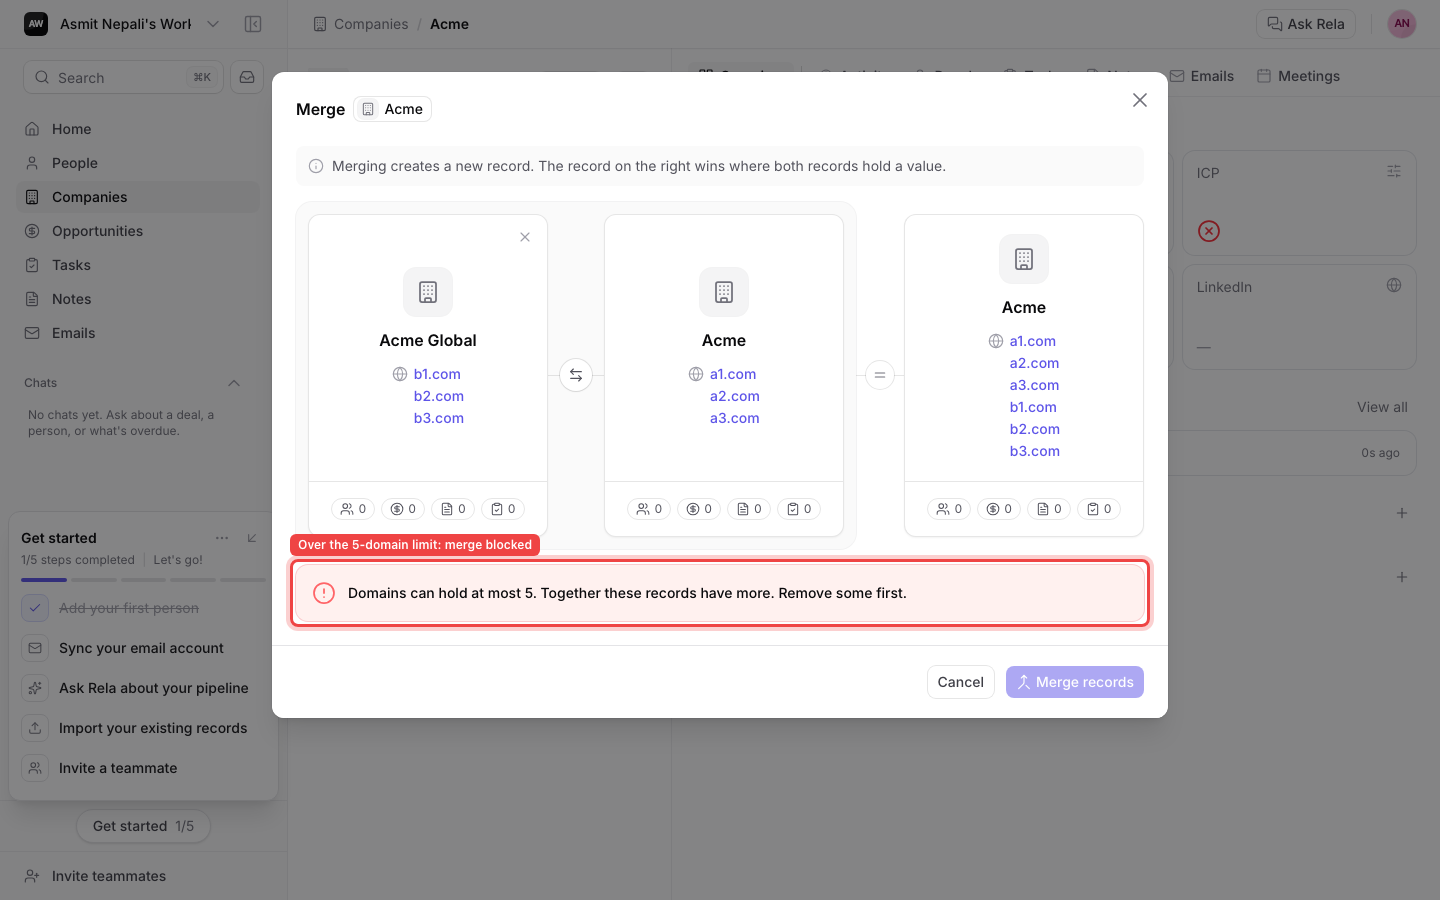 AW Asmit Nepali's Work
Companies / Acme
Ask Rela
AN
Search ⌘K
Emails
Meetings
Home
People
Companies
Opportunities
Tasks
Notes
Emails
Chats
No chats yet. Ask about a deal, a
person, or what's overdue.
Get started
1/5 steps completed | Let's go!
Add your first person
Sync your email account
Ask Rela about your pipeline
Import your existing records
Invite a teammate
Get started 1/5
Invite teammates
Merge Acme
Merging creates a new record. The record on the right wins where both records hold a value.
Acme Global
b1.com
b2.com
b3.com
0 0 0 0
Acme
a1.com
a2.com
a3.com
0 0 0 0
=
Acme
a1.com
a2.com
a3.com
b1.com
b2.com
b3.com
0 0 0 0
Over the 5-domain limit: merge blocked
Domains can hold at most 5. Together these records have more. Remove some first.
Cancel
Merge records
ICP
LinkedIn
—
View all
0s ago